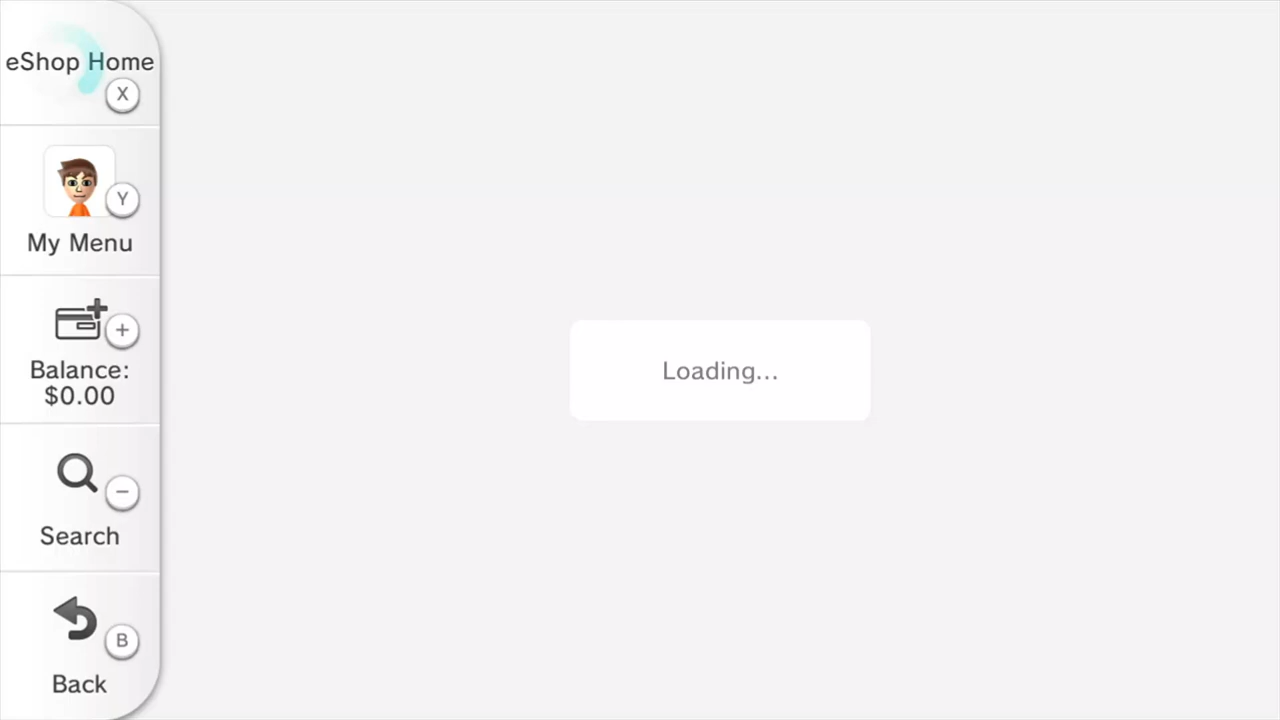 eShop Home
X
Y
My Menu
+
Balance:
$0.00
−
Search
B
Back
Loading...